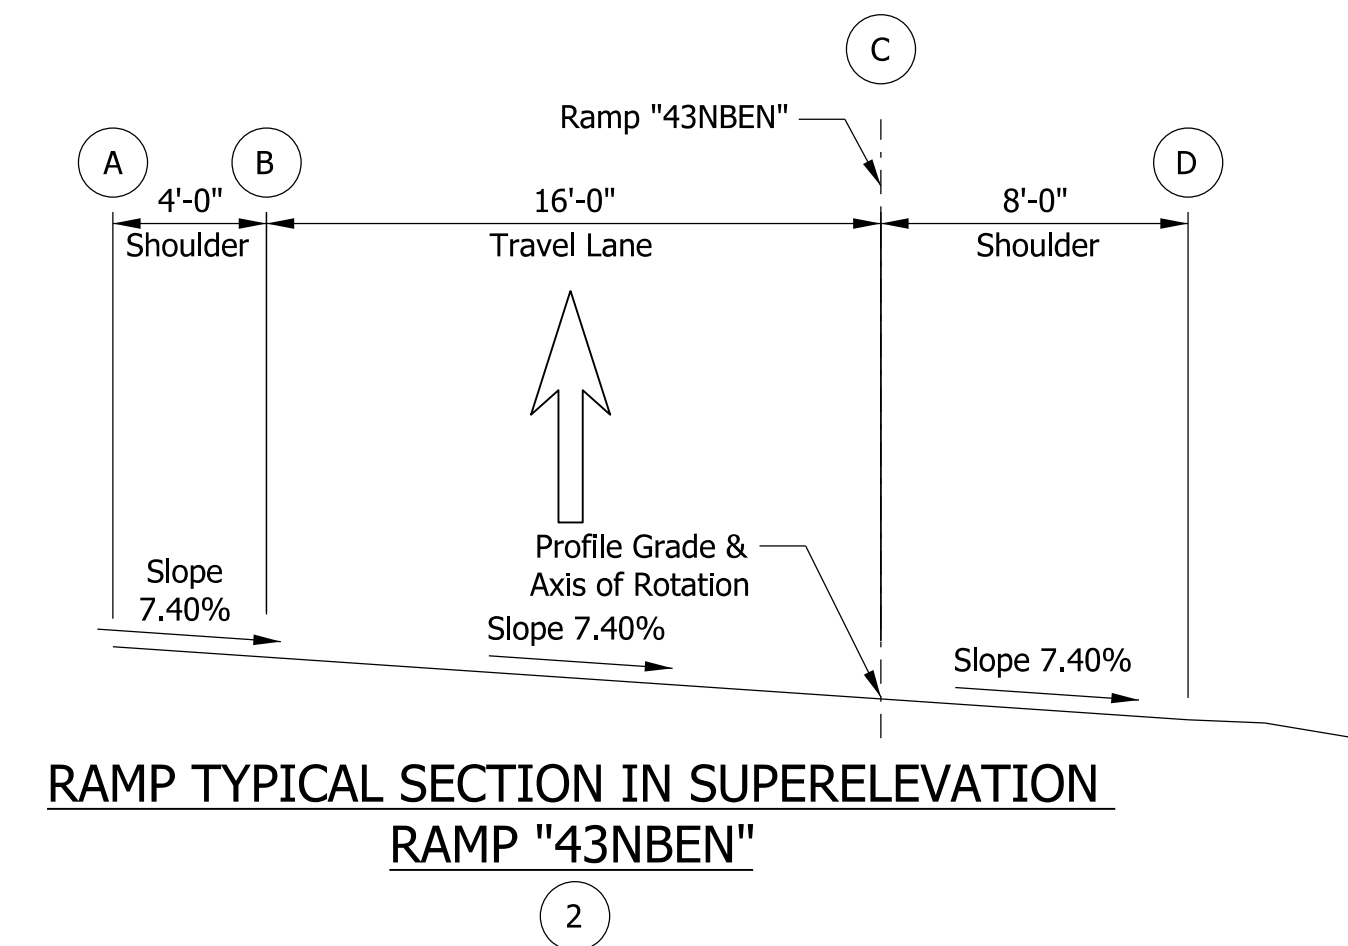 C
Ramp "43NBEN"
A
B
D
4'-0"
16'-0"
8'-0"
Shoulder
Travel Lane
Shoulder
Profile Grade &
Axis of Rotation
Slope
7.40%
Slope 7.40%
Slope 7.40%
RAMP TYPICAL SECTION IN SUPERELEVATION
RAMP "43NBEN"
2